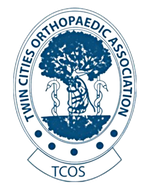 TWIN CITIES ORTHOPAEDIC ASSOCIATION
TCOS